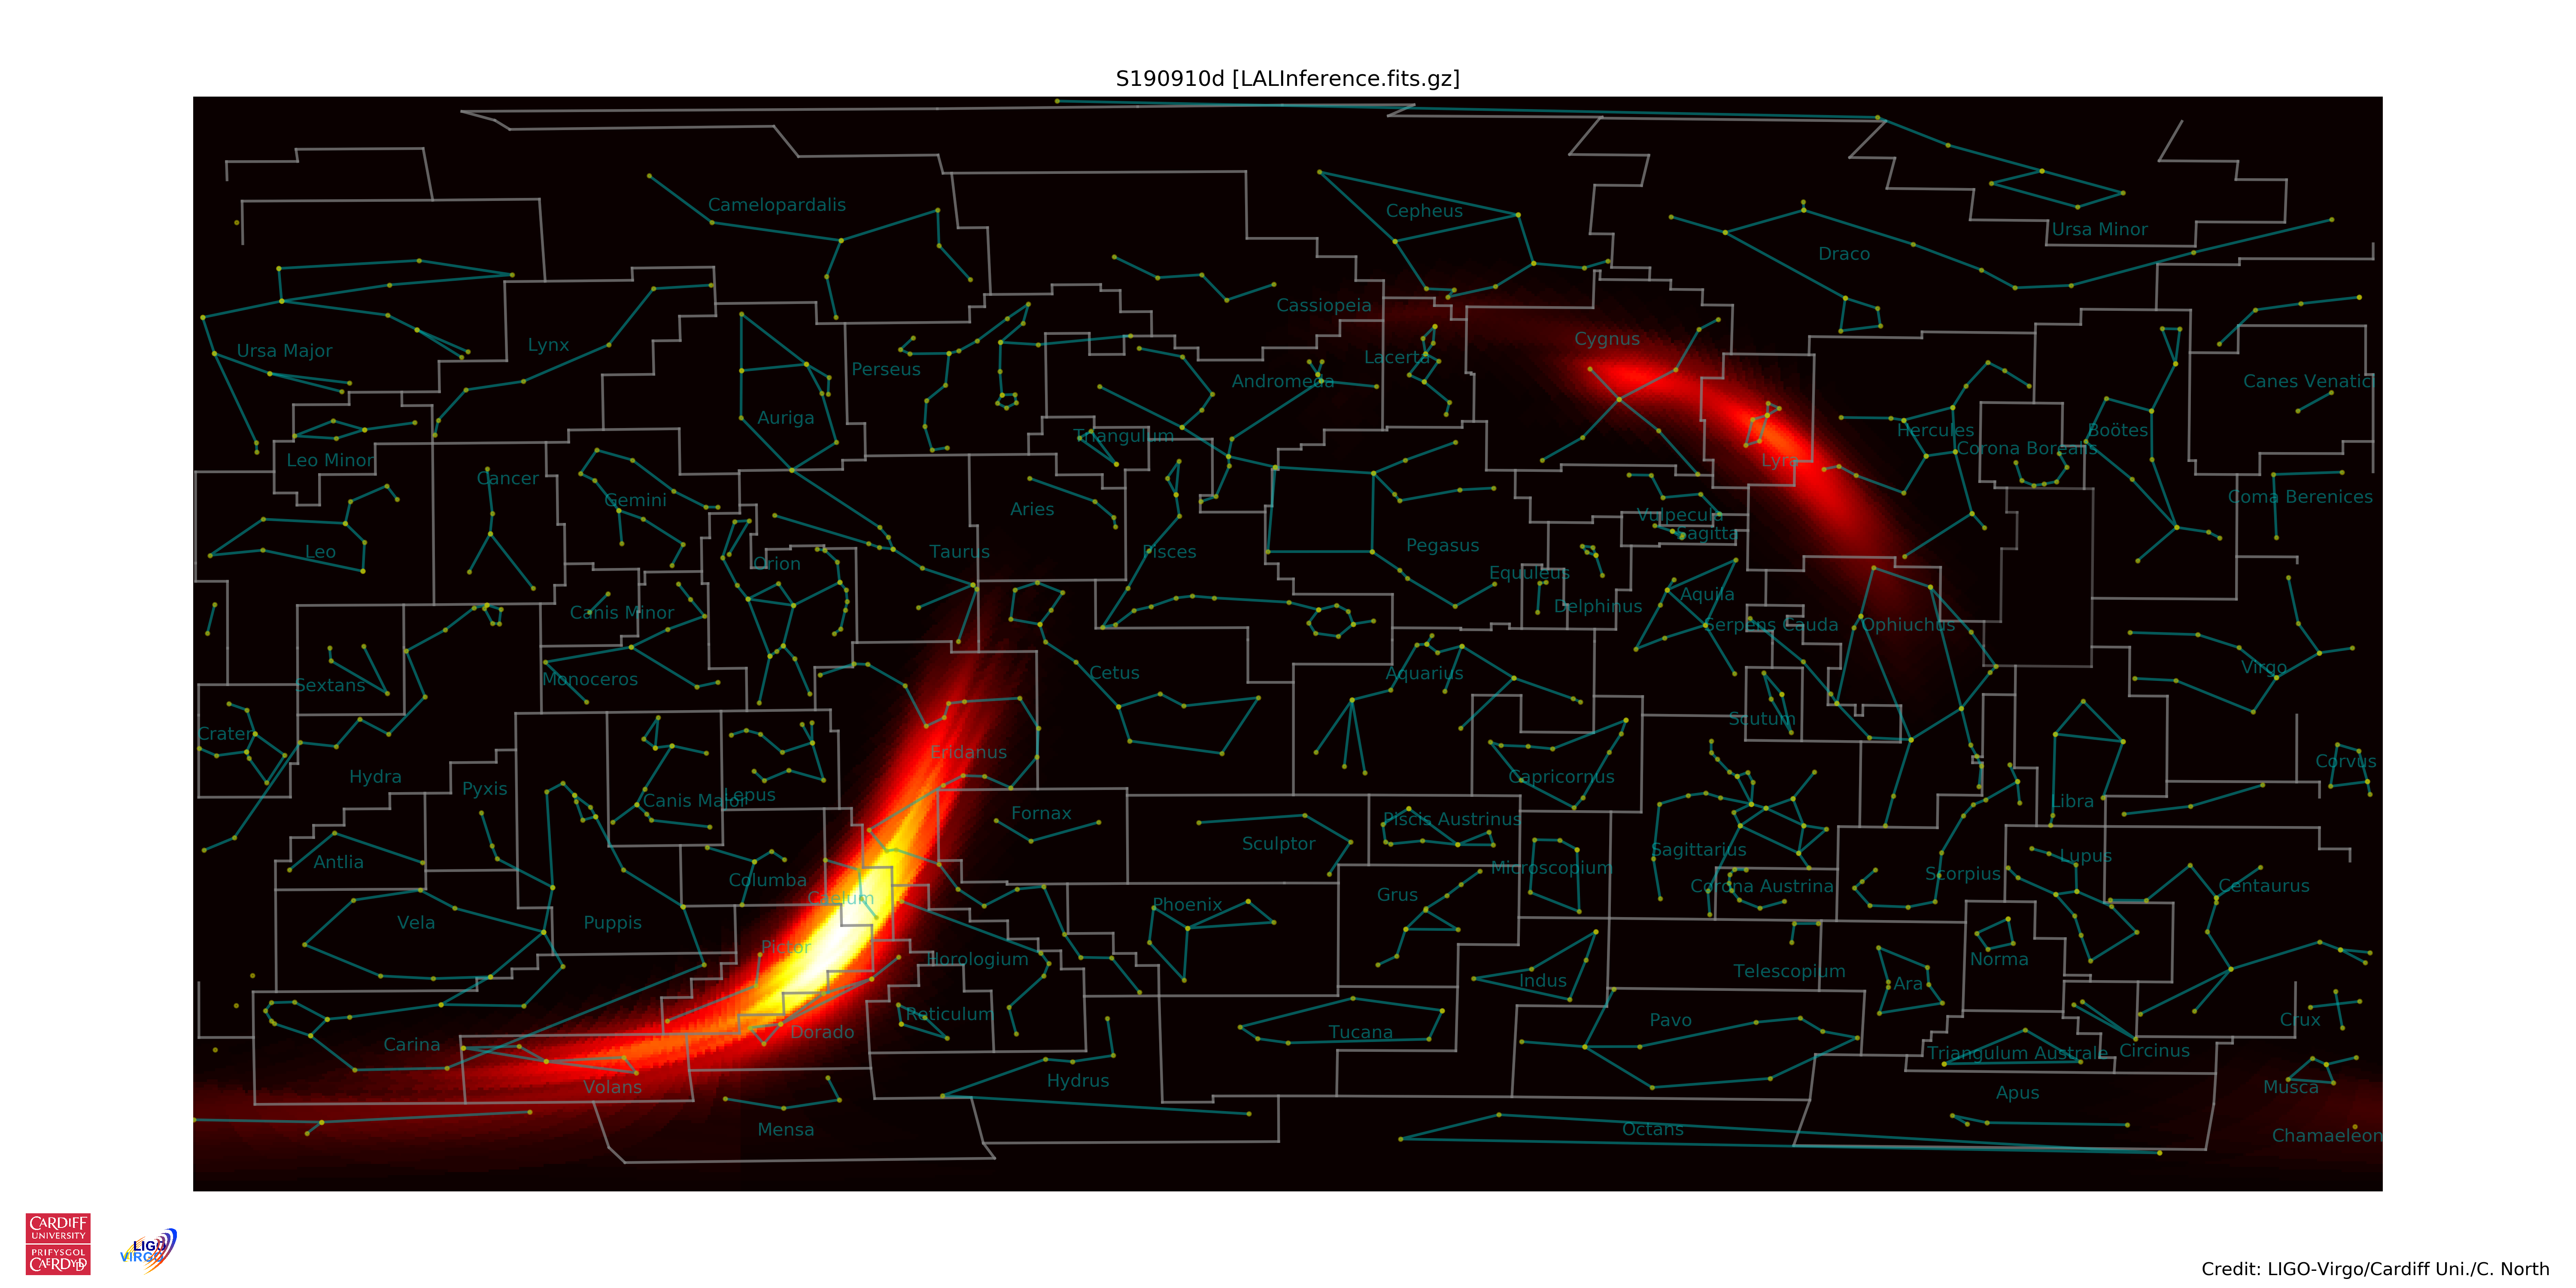 S190910d [LALInference.fits.gz]
Camelopardalis
Cepheus
Ursa Minor
Draco
Cassiopeia
Cygnus
Lynx
Ursa Major
Lacerta
Perseus
Andromeda
Canes Venatici
Auriga
Triangulum
Hercules
Boötes
Corona Borealis
Leo Minor
Lyra
Cancer
Gemini
Coma Berenices
Aries
Vulpecula
Sagitta
Leo
Taurus
Pisces
Pegasus
Orion
Equuleus
Delphinus
Aquila
Canis Minor
Serpens Cauda
Ophiuchus
Virgo
Cetus
Aquarius
Monoceros
Sextans
Scutum
Crater
Eridanus
Corvus
Hydra
Capricornus
Pyxis
Lepus
Canis Major
Libra
Fornax
Piscis Austrinus
Sculptor
Sagittarius
Lupus
Antlia
Microscopium
Scorpius
Columba
Corona Austrina
Centaurus
Grus
Caelum
Phoenix
Vela
Puppis
Pictor
Horologium
Norma
Telescopium
Indus
Ara
Reticulum
Pavo
Crux
Dorado
Tucana
Carina
Circinus
Triangulum Australe
Hydrus
Volans
Musca
Apus
Mensa
Octans
Chamaeleon
CARDIFF
UNIVERSITY
PRIFYSGOL
CAERDYDD
LIGO
VIRGO
Credit: LIGO-Virgo/Cardiff Uni./C. North